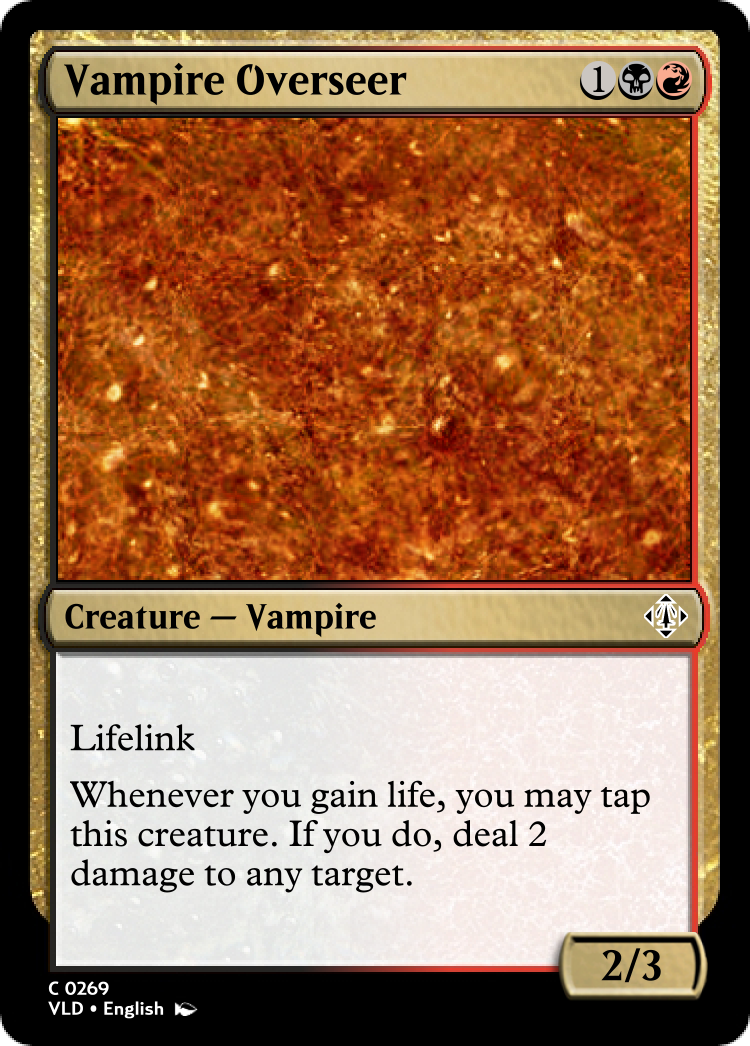 Vampire Overseer 1
Creature — Vampire
Lifelink
Whenever you gain life, you may tap
this creature. If you do, deal 2
damage to any target.
2/3
C 0269
VLD • English